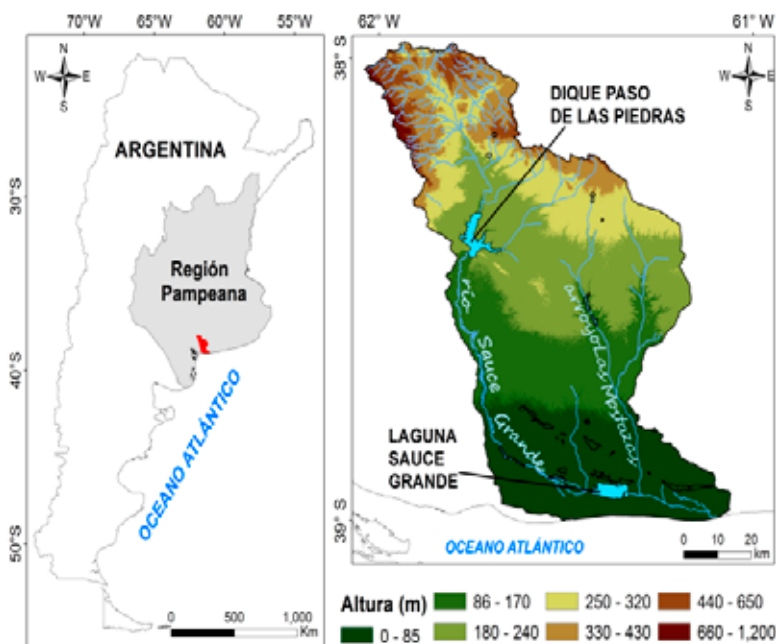 70°W 65°W 60°W 55°W
N
W E
S
ARGENTINA
30°S
Región
Pampeana
40°S
OCEANO ATLÁNTICO
50°S
0 500 1,000
Km
62° W 61° W
38° S
N
W E
S
DIQUE PASO
DE LAS PIEDRAS
río
Sauce
Grande
arroyo Las Mostazas
LAGUNA
SAUCE
GRANDE
39° S
OCEANO ATLÁNTICO
0 10 20
km
Altura (m)
0 - 85
86 - 170
180 - 240
250 - 320
330 - 430
440 - 650
660 - 1,200